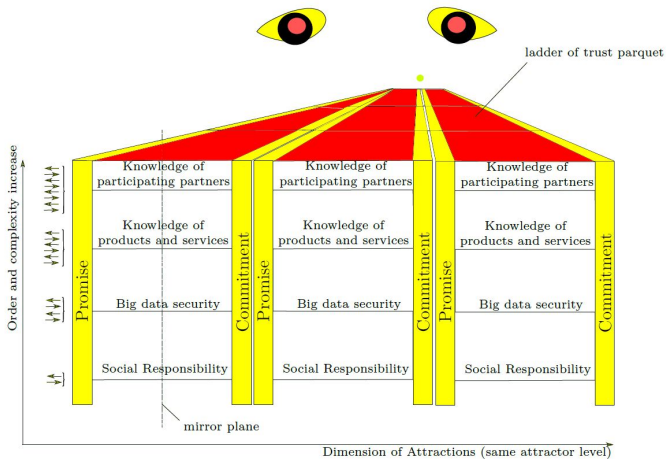 ladder of trust parquet
Order and complexity increase
Knowledge of
participating partners
Knowledge of
participating partners
Knowledge of
participating partners
Knowledge of
products and services
Knowledge of
products and services
Knowledge of
products and services
Promise
Commitment
Promise
Commitment
Promise
Commitment
Big data security
Big data security
Big data security
Social Responsibility
Social Responsibility
Social Responsibility
mirror plane
Dimension of Attractions (same attractor level)